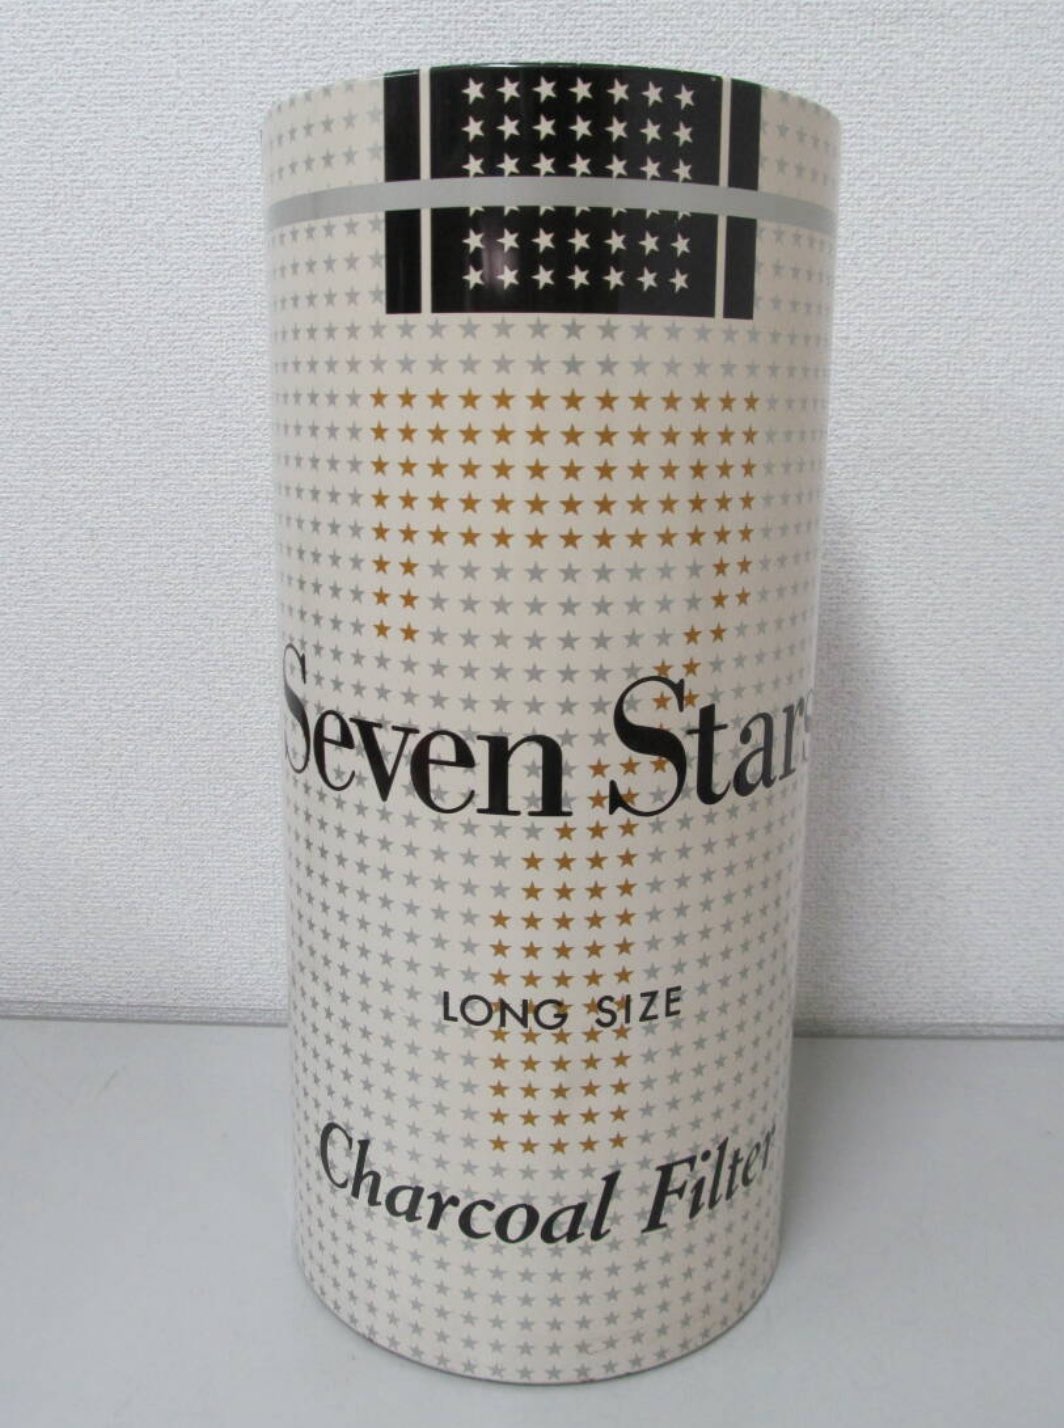 Seven Stars
LONG SIZE
Charcoal Filter